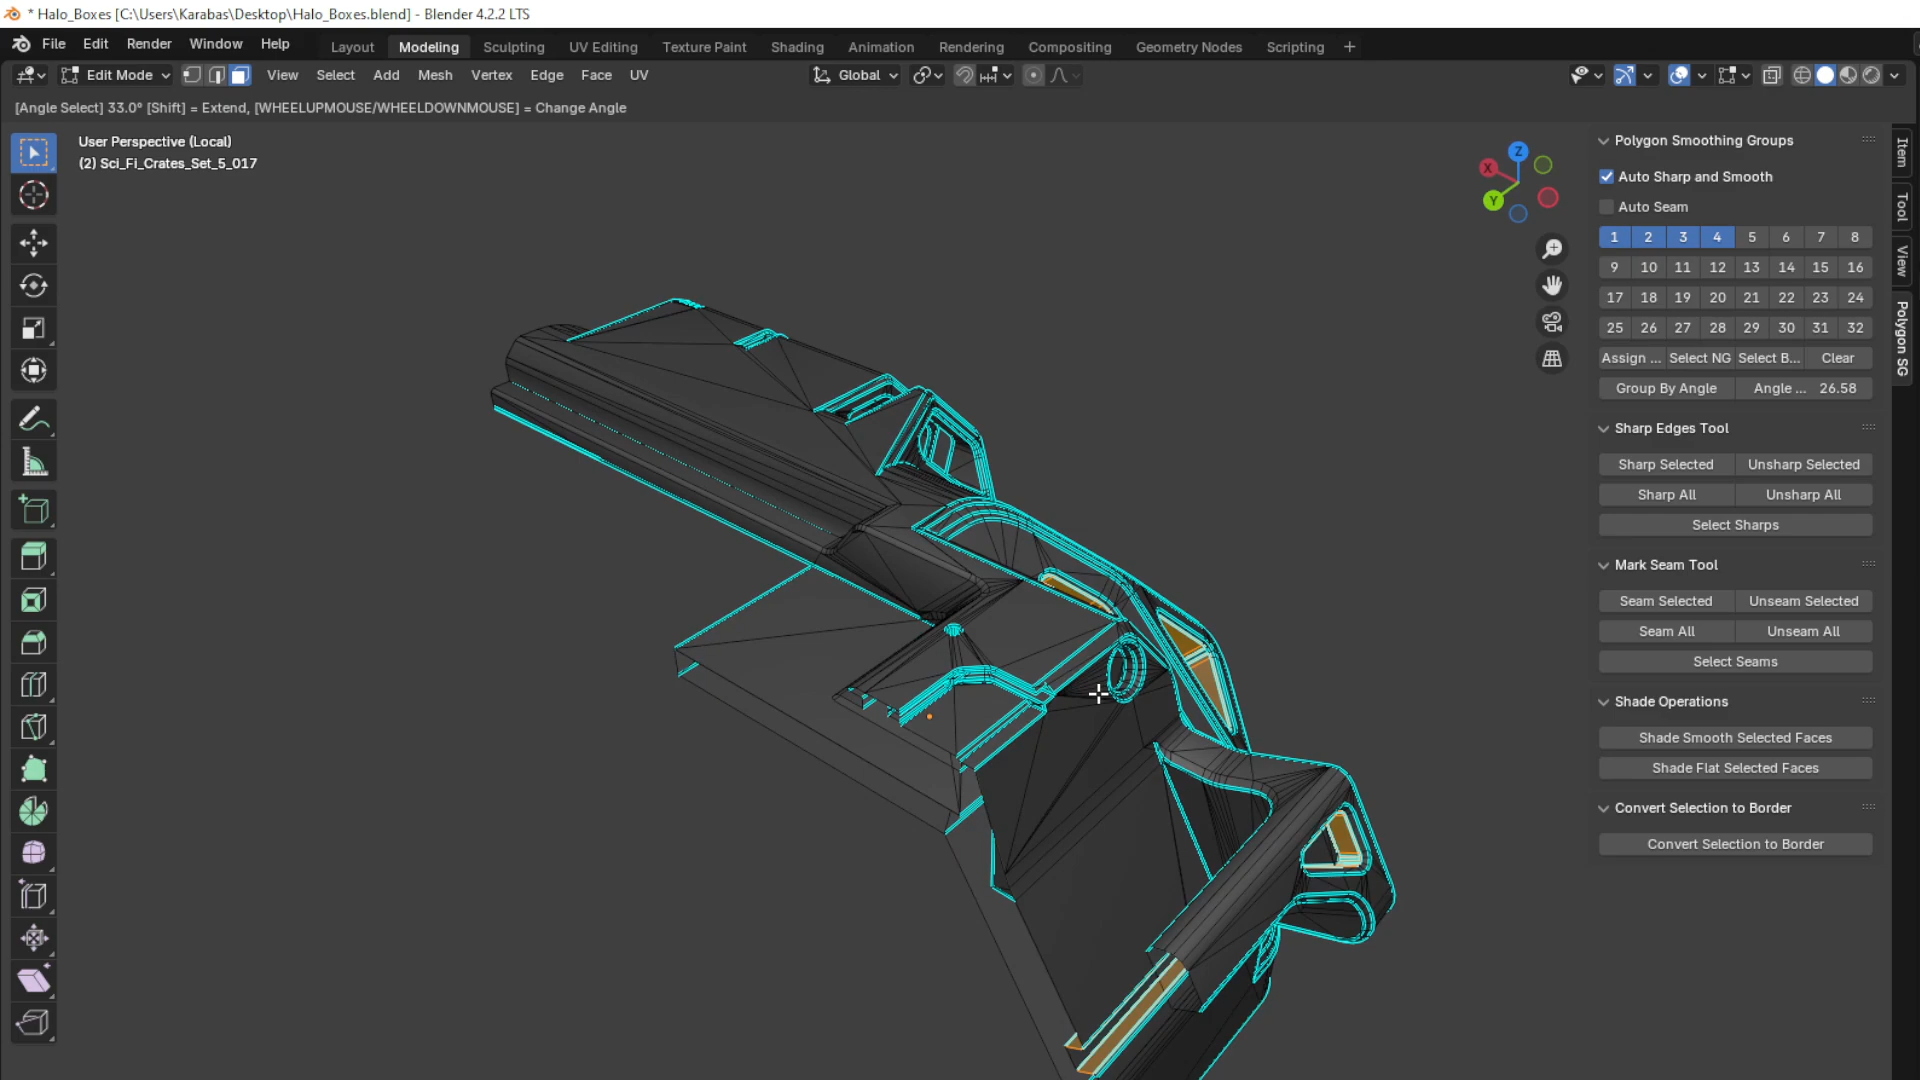 * Halo_Boxes [C:\Users\Karabas\Desktop\Halo_Boxes.blend] - Blender 4.2.2 LTS
File Edit Render Window Help Layout Modeling Sculpting UV Editing Texture Paint Shading Animation Rendering Compositing Geometry Nodes Scripting +
Edit Mode View Select Add Mesh Vertex Edge Face UV Global
[Angle Select] 33.0° [Shift] = Extend, [WHEELUPMOUSE/WHEELDOWNMOUSE] = Change Angle
User Perspective (Local)
(2) Sci_Fi_Crates_Set_5_017
Z
X
Y
Polygon Smoothing Groups
Auto Sharp and Smooth
Auto Seam
1 2 3 4 5 6 7 8
9 10 11 12 13 14 15 16
17 18 19 20 21 22 23 24
25 26 27 28 29 30 31 32
Assign ... Select NG Select B... Clear
Group By Angle Angle ... 26.58
Sharp Edges Tool
Sharp Selected Unsharp Selected
Sharp All Unsharp All
Select Sharps
Mark Seam Tool
Seam Selected Unseam Selected
Seam All Unseam All
Select Seams
Shade Operations
Shade Smooth Selected Faces
Shade Flat Selected Faces
Convert Selection to Border
Convert Selection to Border
Item
Tool
View
Polygon SG